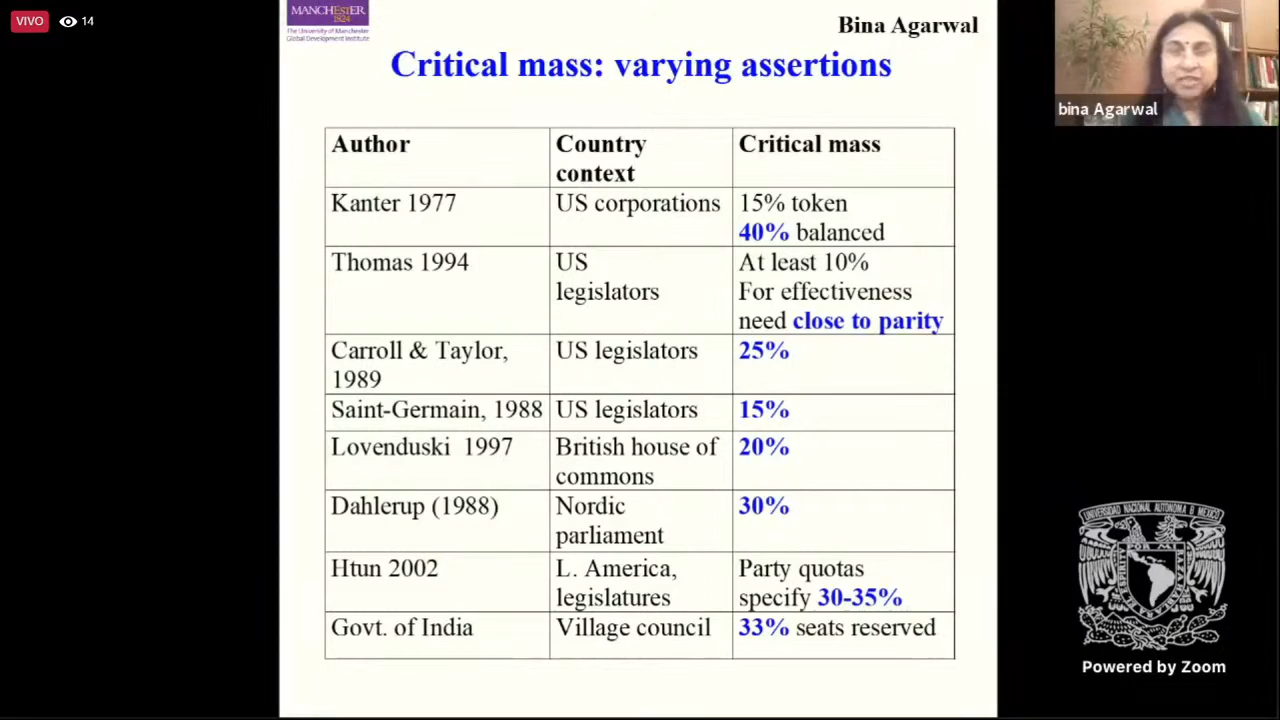 VIVO 14
MANCHESTER
1824
The University of Manchester
Global Development Institute
Bina Agarwal
Critical mass: varying assertions
bina Agarwal
Author Country context Critical mass
Kanter 1977 US corporations 15% token
40% balanced
Thomas 1994 US legislators At least 10%
For effectiveness
need close to parity
Carroll & Taylor, 1989 US legislators 25%
Saint-Germain, 1988 US legislators 15%
Lovenduski 1997 British house of commons 20%
Dahlerup (1988) Nordic parliament 30%
Htun 2002 L. America, legislatures Party quotas
specify 30-35%
Govt. of India Village council 33% seats reserved
UNIVERSIDAD NACIONAL AUTONOMA D MEXICO
Powered by Zoom